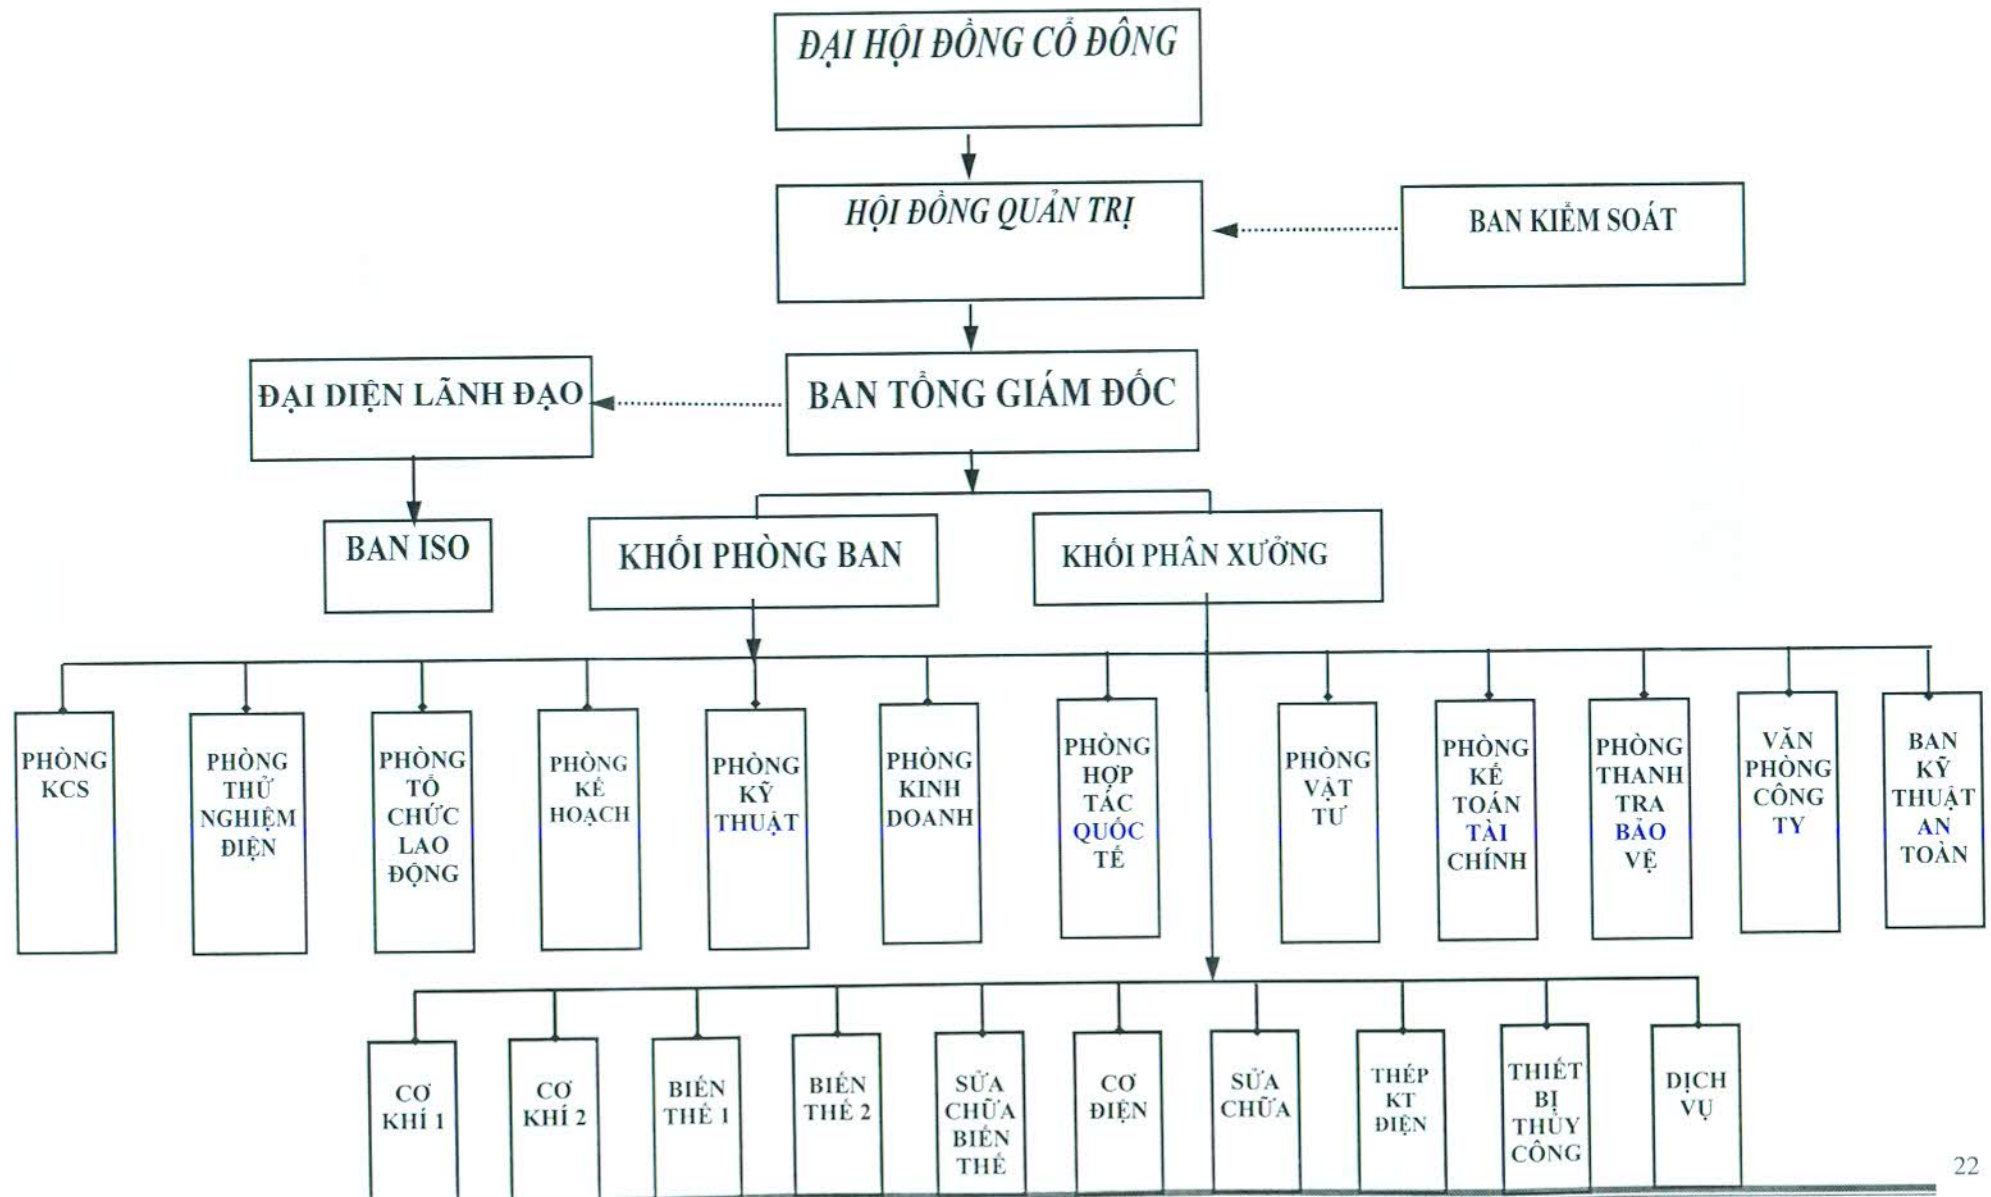 ĐẠI HỘI ĐỒNG CỔ ĐÔNG
HỘI ĐỒNG QUẢN TRỊ
BAN KIỂM SOÁT
ĐẠI DIỆN LÃNH ĐẠO
BAN TỔNG GIÁM ĐỐC
BAN ISO
KHỐI PHÒNG BAN
KHỐI PHÂN XƯỞNG
PHÒNG
KCS
PHÒNG
THỬ
NGHIỆM
ĐIỆN
PHÒNG
TỔ
CHỨC
LAO
ĐỘNG
PHÒNG
KẾ
HOẠCH
PHÒNG
KỸ
THUẬT
PHÒNG
KINH
DOANH
PHÒNG
HỢP
TÁC
QUỐC
TẾ
PHÒNG
VẬT
TƯ
PHÒNG
KẾ
TOÁN
TÀI
CHÍNH
PHÒNG
THANH
TRA
BẢO
VỆ
VĂN
PHÒNG
CÔNG
TY
BAN
KỸ
THUẬT
AN
TOÀN
CƠ
KHÍ 1
CƠ
KHÍ 2
BIẾN
THẾ 1
BIẾN
THẾ 2
SỬA
CHỮA
BIẾN
THẾ
CƠ
ĐIỆN
SỬA
CHỮA
THÉP
KT
ĐIỆN
THIẾT
BỊ
THỦY
CÔNG
DỊCH
VỤ
22